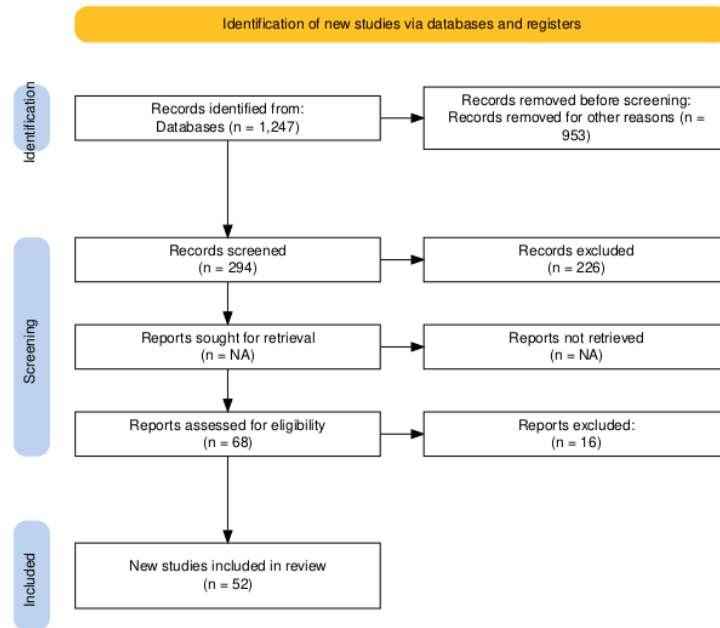 Identification of new studies via databases and registers
Identification
Records identified from:
Databases (n = 1,247)
Records removed before screening:
Records removed for other reasons (n =
953)
Screening
Records screened
(n = 294)
Records excluded
(n = 226)
Reports sought for retrieval
(n = NA)
Reports not retrieved
(n = NA)
Reports assessed for eligibility
(n = 68)
Reports excluded:
(n = 16)
Included
New studies included in review
(n = 52)